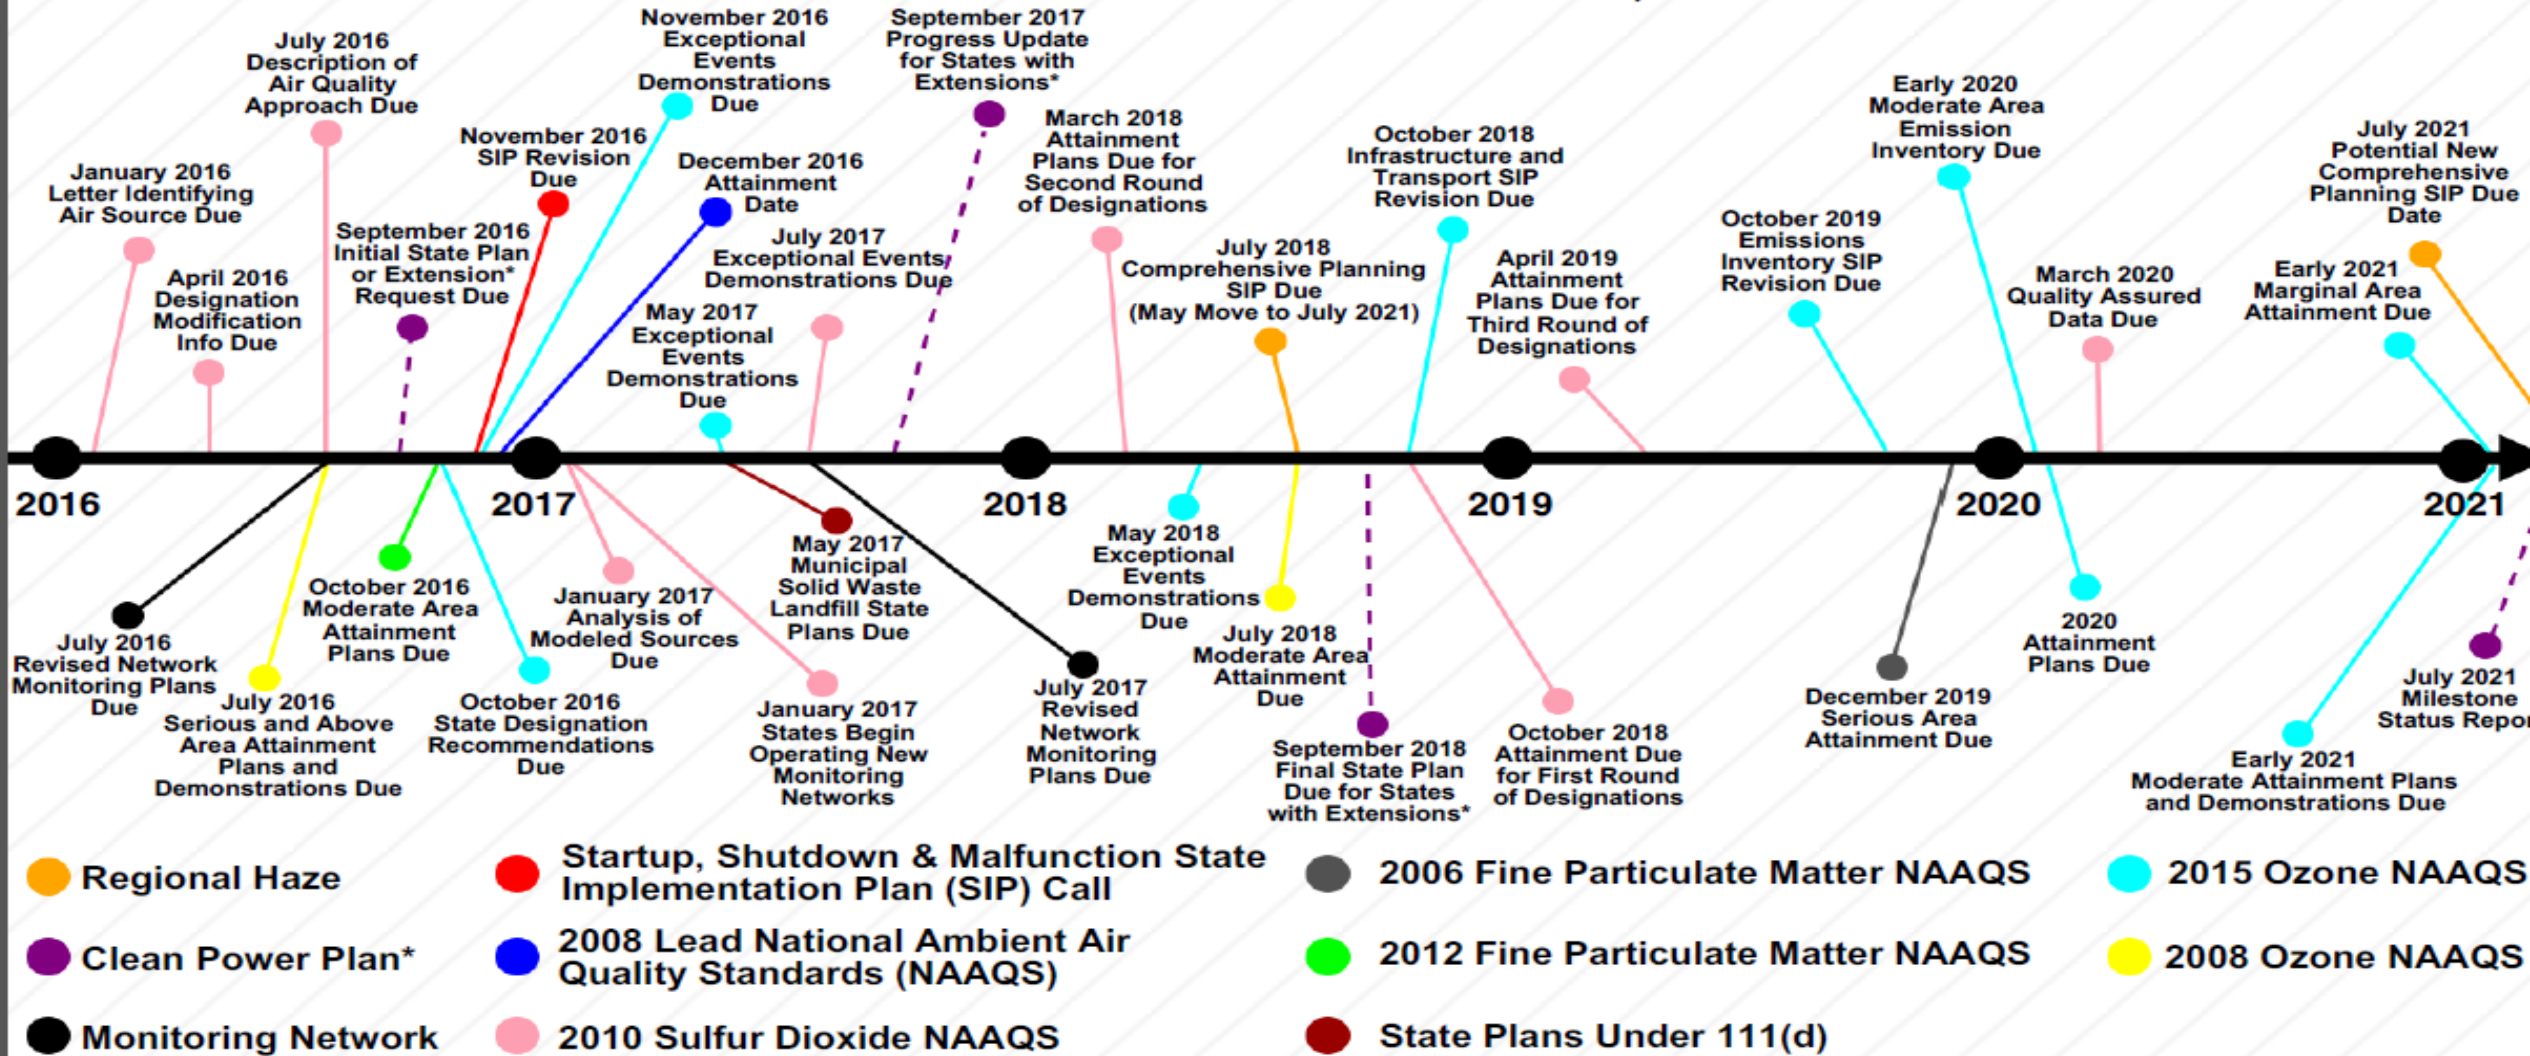 July 2016
Description of
Air Quality
Approach Due
November 2016
Exceptional
Events
Demonstrations
Due
September 2017
Progress Update
for States with
Extensions*
January 2016
Letter Identifying
Air Source Due
April 2016
Designation
Modification
Info Due
September 2016
Initial State Plan
or Extension*
Request Due
November 2016
SIP Revision
Due
December 2016
Attainment
Date
July 2017
Exceptional Events
Demonstrations Due
May 2017
Exceptional
Events
Demonstrations
Due
March 2018
Attainment
Plans Due for
Second Round
of Designations
July 2018
Comprehensive Planning
SIP Due
(May Move to July 2021)
October 2018
Infrastructure and
Transport SIP
Revision Due
April 2019
Attainment
Plans Due for
Third Round of
Designations
October 2019
Emissions
Inventory SIP
Revision Due
Early 2020
Moderate Area
Emission
Inventory Due
March 2020
Quality Assured
Data Due
Early 2021
Marginal Area
Attainment Due
July 2021
Potential New
Comprehensive
Planning SIP Due
Date
2016
2017
2018
2019
2020
2021
July 2016
Revised Network
Monitoring Plans
Due
July 2016
Serious and Above
Area Attainment
Plans and
Demonstrations Due
October 2016
Moderate Area
Attainment
Plans Due
October 2016
State Designation
Recommendations
Due
January 2017
Analysis of
Modeled Sources
Due
January 2017
States Begin
Operating New
Monitoring
Networks
May 2017
Municipal
Solid Waste
Landfill State
Plans Due
July 2017
Revised
Network
Monitoring
Plans Due
May 2018
Exceptional
Events
Demonstrations
Due
July 2018
Moderate Area
Attainment
Due
September 2018
Final State Plan
Due for States
with Extensions*
October 2018
Attainment Due
for First Round
of Designations
December 2019
Serious Area
Attainment Due
2020
Attainment
Plans Due
Early 2021
Moderate Attainment Plans
and Demonstrations Due
July 2021
Milestone
Status Repor
Regional Haze
Clean Power Plan*
Monitoring Network
Startup, Shutdown & Malfunction State
Implementation Plan (SIP) Call
2008 Lead National Ambient Air
Quality Standards (NAAQS)
2010 Sulfur Dioxide NAAQS
2006 Fine Particulate Matter NAAQS
2012 Fine Particulate Matter NAAQS
State Plans Under 111(d)
2015 Ozone NAAQS
2008 Ozone NAAQS